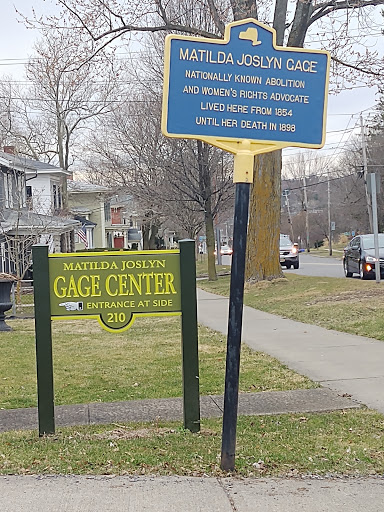 MATILDA JOSLYN GAGE
NATIONALLY KNOWN ABOLITION
AND WOMEN'S RIGHTS ADVOCATE
LIVED HERE FROM 1854
UNTIL HER DEATH IN 1898
MATILDA JOSLYN
GAGE CENTER
ENTRANCE AT SIDE
210